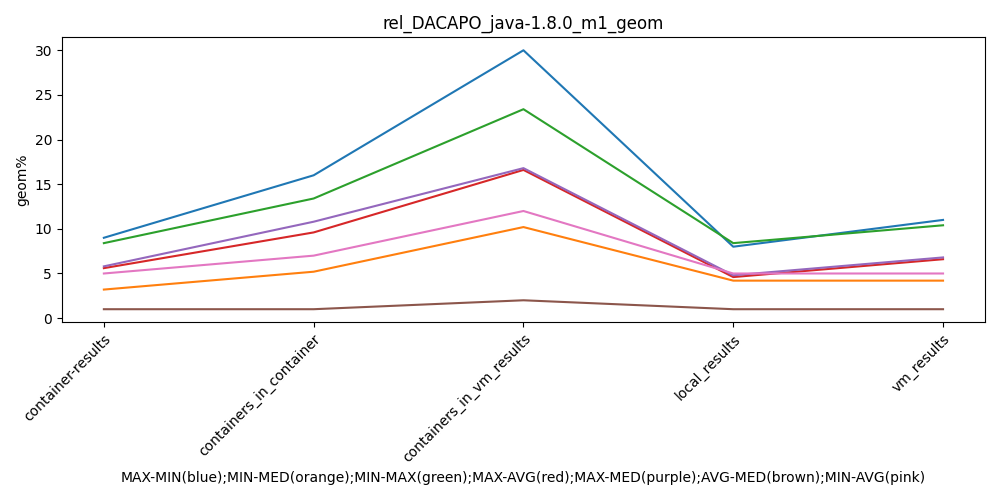 rel_DACAPO_java-1.8.0_m1_geom
geom%
30
25
20
15
10
5
0
container-results
containers_in_container
containers_in_vm_results
local_results
vm_results
MAX-MIN(blue);MIN-MED(orange);MIN-MAX(green);MAX-AVG(red);MAX-MED(purple);AVG-MED(brown);MIN-AVG(pink)